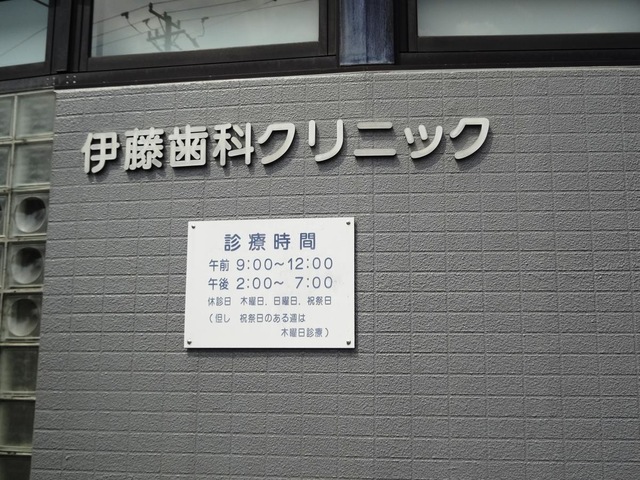 伊藤歯科クリニック
診療時間
午前 9:00〜12:00
午後 2:00〜 7:00
休診日 木曜日、日曜日、祝祭日
(但し 祝祭日のある週は
木曜日診療)